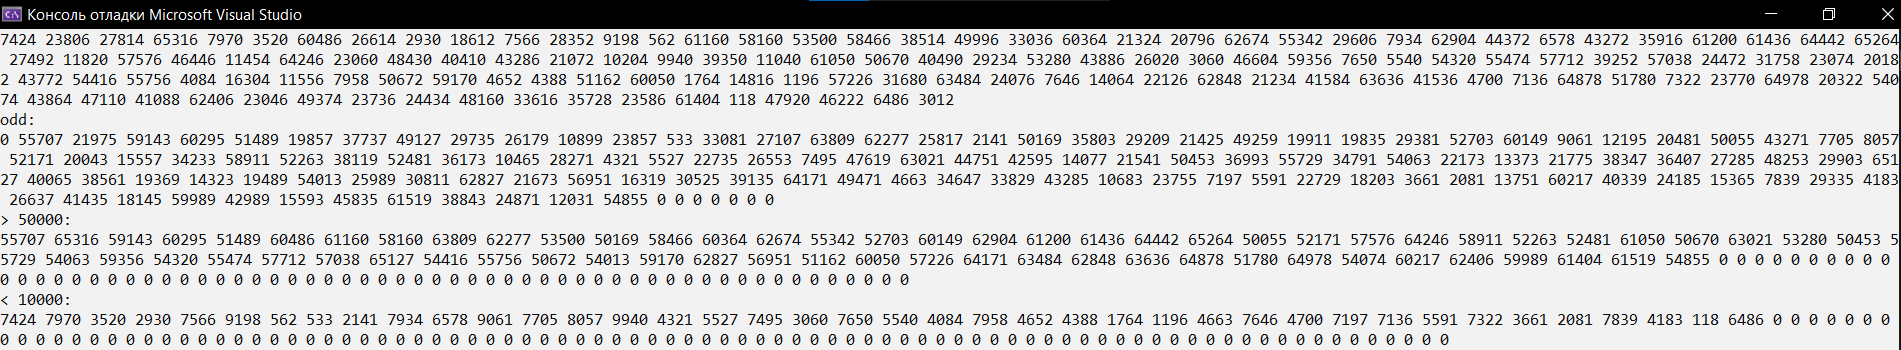 Консоль отладки Microsoft Visual Studio
7424 23806 27814 65316 7970 3520 60486 26614 2930 18612 7566 28352 9198 562 61160 58160 53500 58466 38514 49996 33036 60364 21324 20796 62674 55342 29606 7934 62904 44372 6578 43272 35916 61200 61436 64442 65264
27492 11820 57576 46446 11454 64246 23060 48430 40410 43286 21072 10204 9940 39350 11040 61050 50670 40490 29234 53280 43886 26020 3060 46604 59356 7650 5540 54320 55474 57712 39252 57038 24472 31758 23074 2018
2 43772 54416 55756 4084 16304 11556 7958 50672 59170 4652 4388 51162 60050 1764 14816 1196 57226 31680 63484 24076 7646 14064 22126 62848 21234 41584 63636 41536 4700 7136 64878 51780 7322 23770 64978 20322 540
74 43864 47110 41088 62406 23046 49374 23736 24434 48160 33616 35728 23586 61404 118 47920 46222 6486 3012
odd:
0 55707 21975 59143 60295 51489 19857 37737 49127 29735 26179 10899 23857 533 33081 27107 63809 62277 25817 2141 50169 35803 29209 21425 49259 19911 19835 29381 52703 60149 9061 12195 20481 50055 43271 7705 8057
52171 20043 15557 34233 58911 52263 38119 52481 36173 10465 28271 4321 5527 22735 26553 7495 47619 63021 44751 42595 14077 21541 50453 36993 55729 34791 54063 22173 13373 21775 38347 36407 27285 48253 29903 651
27 40065 38561 19369 14323 19489 54013 25989 30811 62827 21673 56951 16319 30525 39135 64171 49471 4663 34647 33829 43285 10683 23755 7197 5591 22729 18203 3661 2081 13751 60217 40339 24185 15365 7839 29335 4183
26637 41435 18145 59989 42989 15593 45835 61519 38843 24871 12031 54855 0 0 0 0 0 0 0
> 50000:
55707 65316 59143 60295 51489 60486 61160 58160 63809 62277 53500 50169 58466 60364 62674 55342 52703 60149 62904 61200 61436 64442 65264 50055 52171 57576 64246 58911 52263 52481 61050 50670 63021 53280 50453 5
5729 54063 59356 54320 55474 57712 57038 65127 54416 55756 50672 54013 59170 62827 56951 51162 60050 57226 64171 63484 62848 63636 64878 51780 64978 54074 60217 62406 59989 61404 61519 54855 0 0 0 0 0 0 0 0 0 0
0 0 0 0 0 0 0 0 0 0 0 0 0 0 0 0 0 0 0 0 0 0 0 0 0 0 0 0 0 0 0 0 0 0 0 0 0 0 0 0 0 0 0 0 0 0 0 0 0 0 0 0 0 0 0 0 0 0
< 10000:
7424 7970 3520 2930 7566 9198 562 533 2141 7934 6578 9061 7705 8057 9940 4321 5527 7495 3060 7650 5540 4084 7958 4652 4388 1764 1196 4663 7646 4700 7197 7136 5591 7322 3661 2081 7839 4183 118 6486 0 0 0 0 0 0 0
0 0 0 0 0 0 0 0 0 0 0 0 0 0 0 0 0 0 0 0 0 0 0 0 0 0 0 0 0 0 0 0 0 0 0 0 0 0 0 0 0 0 0 0 0 0 0 0 0 0 0 0 0 0 0 0 0 0 0 0 0 0 0 0 0 0 0 0 0 0 0 0 0 0 0 0 0 0 0 0 0 0 0 0 0 0 0 0 0 0 0 0